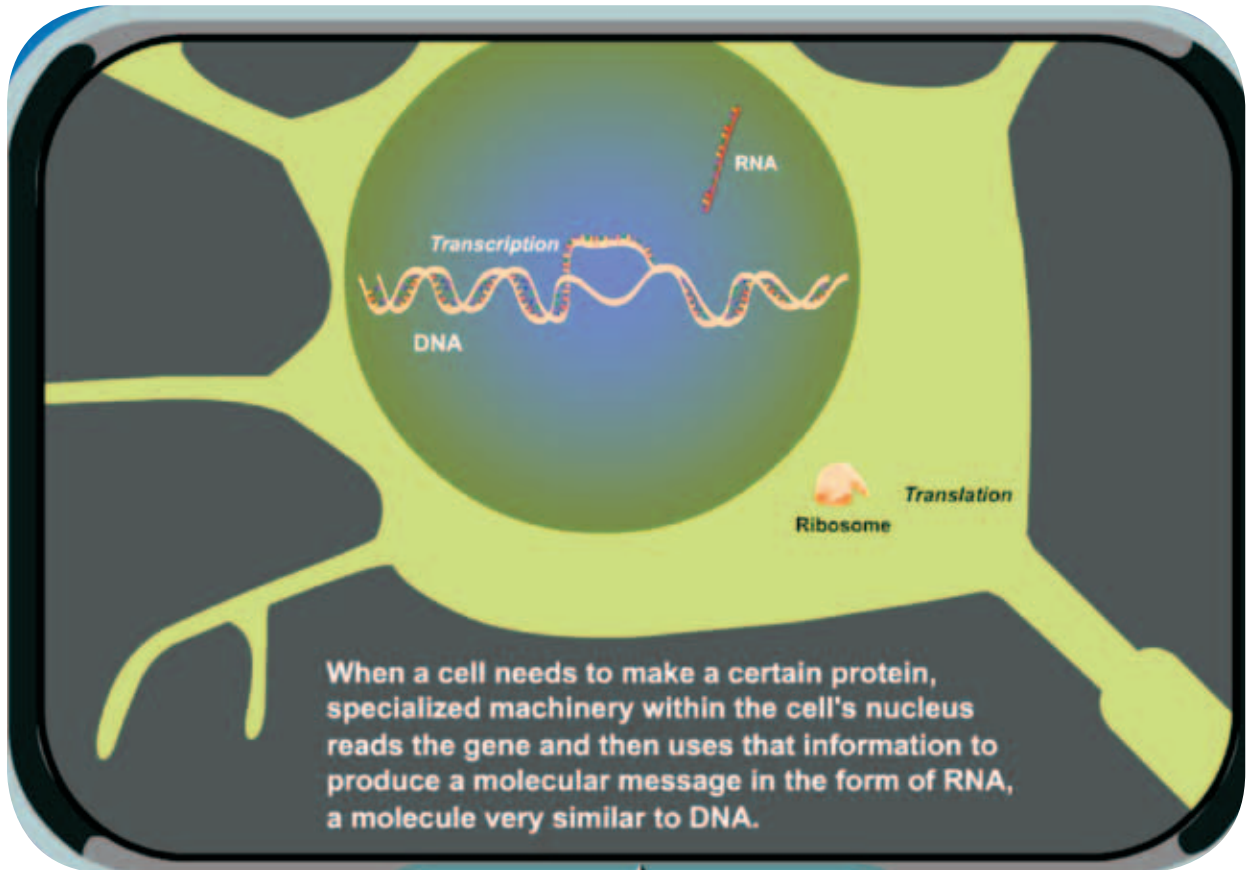 RNA
Transcription
DNA
Translation
Ribosome
When a cell needs to make a certain protein,
specialized machinery within the cell's nucleus
reads the gene and then uses that information to
produce a molecular message in the form of RNA,
a molecule very similar to DNA.